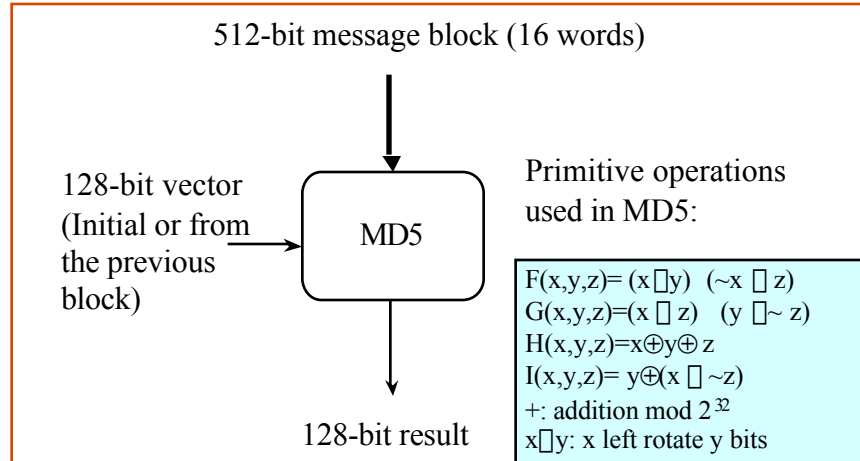 512-bit message block (16 words)
128-bit vector
(Initial or from
the previous
block)
MD5
128-bit result
Primitive operations
used in MD5:
F(x,y,z)= (x▯y) (~x ▯ z)
G(x,y,z)=(x ▯ z) (y ▯~ z)
H(x,y,z)=x⊕y⊕ z
I(x,y,z)= y⊕(x ▯ ~z)
+: addition mod 2³²
x▯y: x left rotate y bits